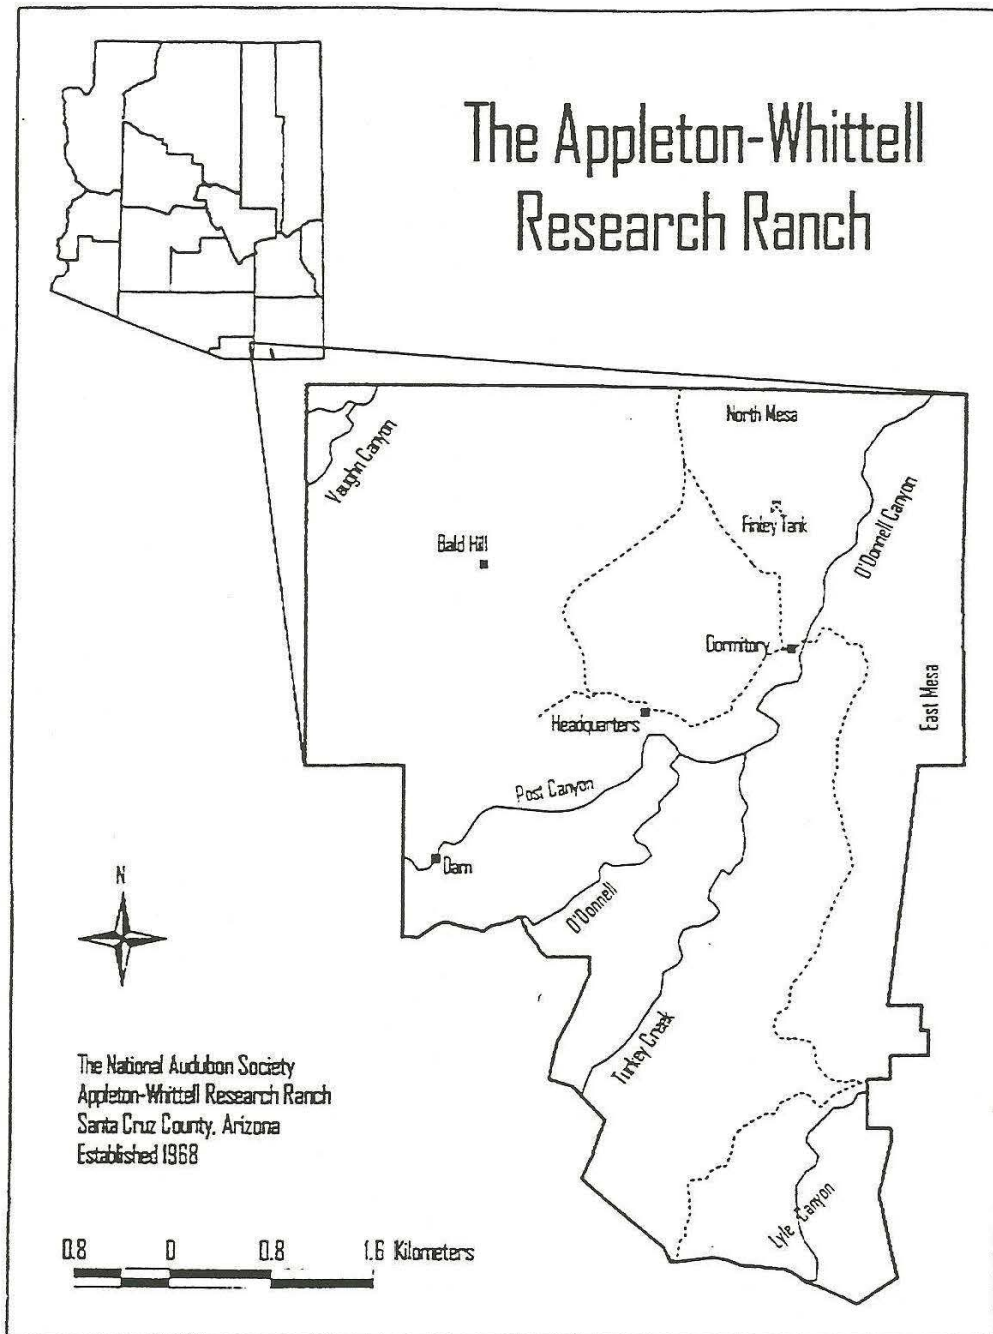 The Appleton-Whittell
Research Ranch
North Mesa
Vaughn Canyon
O'Donnell Canyon
Finley Tank
Bald Hill
Dormitory
East Mesa
Headquarters
Post Canyon
Dam
O'Donnell
N
Turkey Creek
The National Audubon Society
Appleton-Whittell Research Ranch
Santa Cruz County, Arizona
Established 1968
Lyle Canyon
0.8 0 0.8 1.6 Kilometers